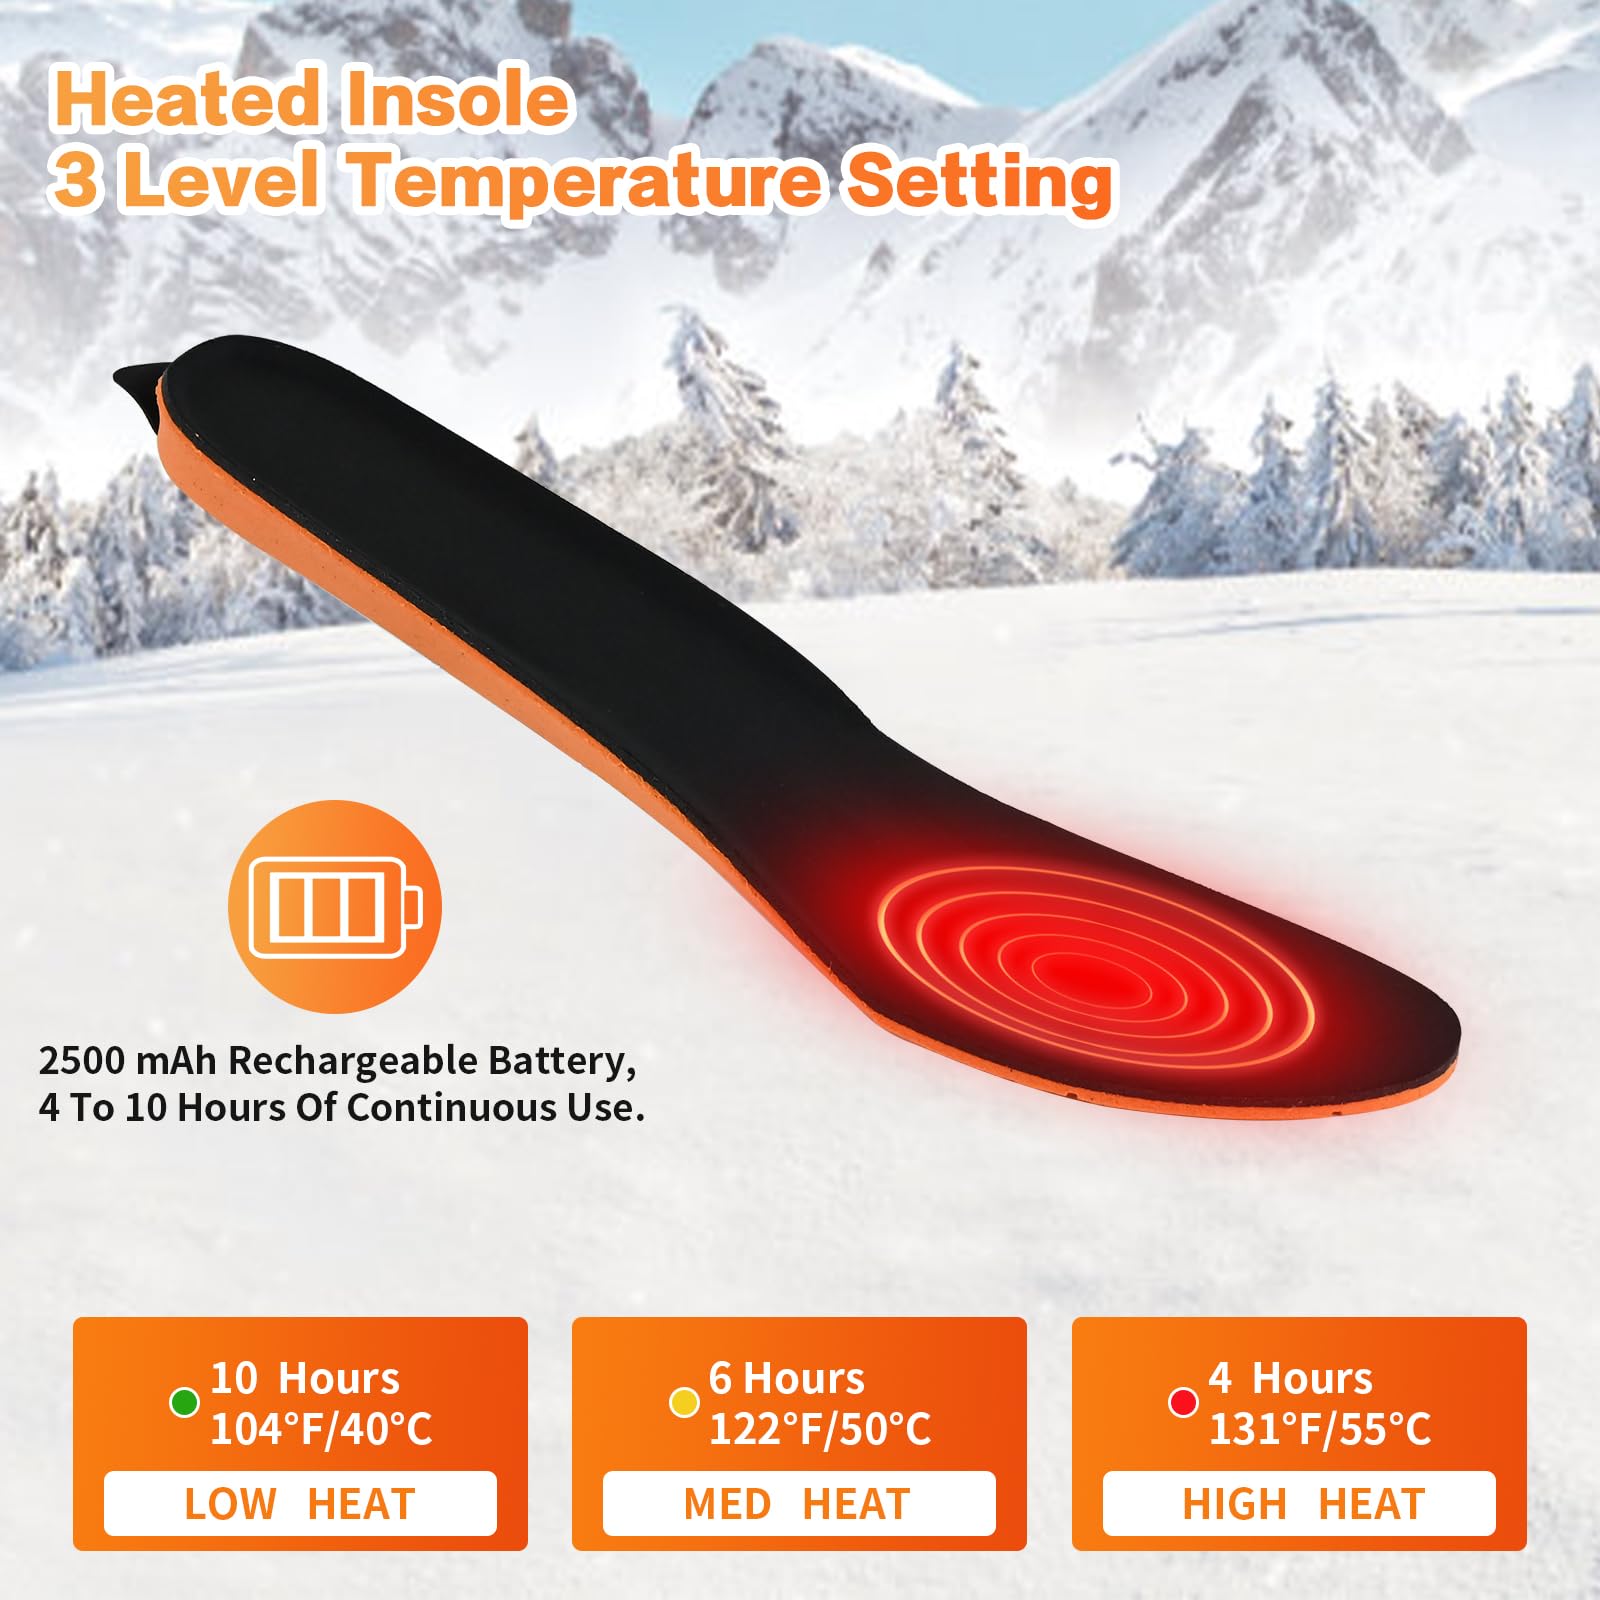 Heated Insole
3 Level Temperature Setting
2500 mAh Rechargeable Battery,
4 To 10 Hours Of Continuous Use.
10 Hours
104°F/40°C
LOW HEAT
6 Hours
122°F/50°C
MED HEAT
4 Hours
131°F/55°C
HIGH HEAT